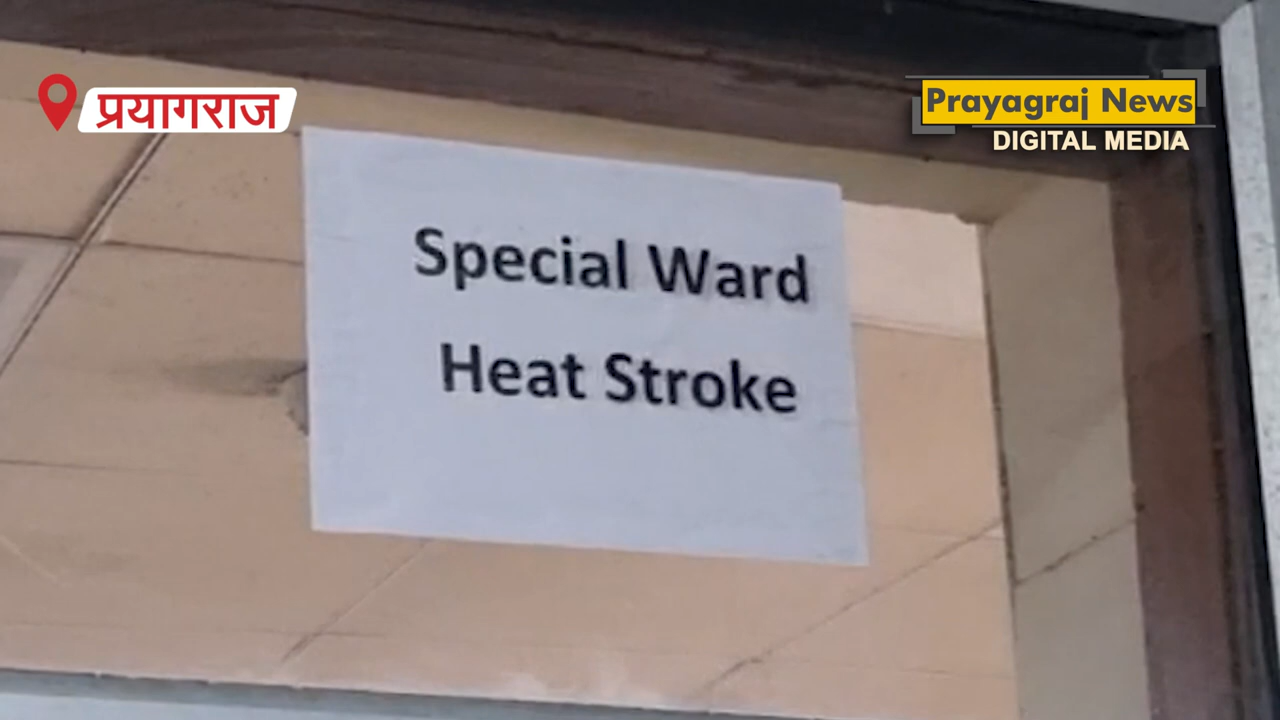 प्रयागराज
Prayagraj News
DIGITAL MEDIA
Special Ward
Heat Stroke